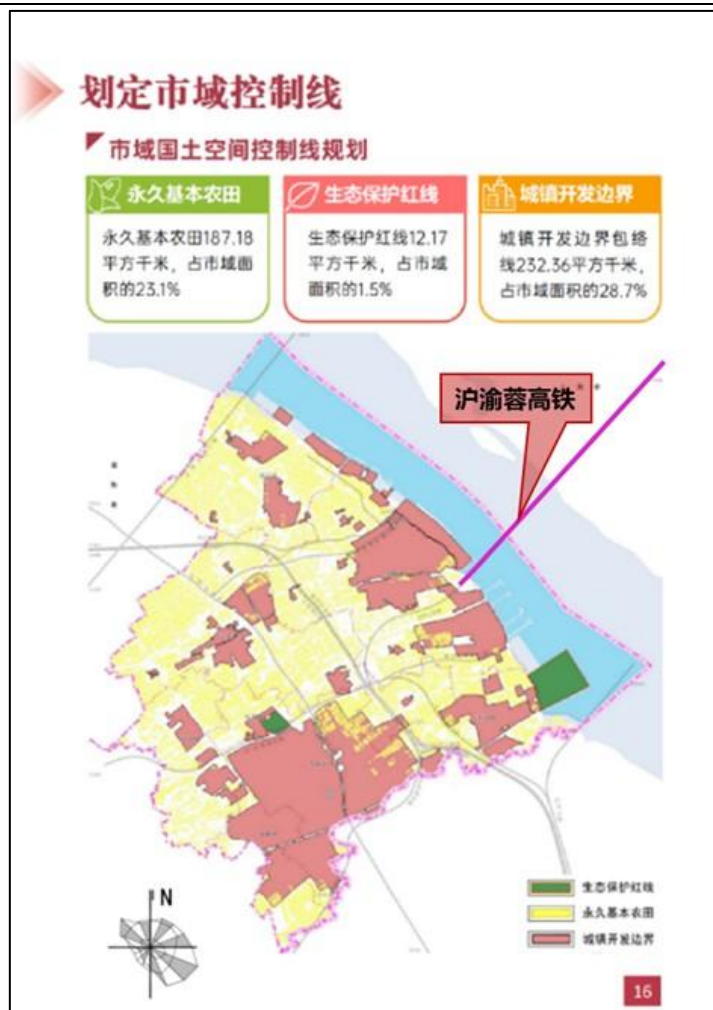 划定市域控制线
市域国土空间控制线规划
永久基本农田
永久基本农田187.18
平方千米，占市域面
积的23.1%
生态保护红线
生态保护红线12.17
平方千米，占市域
面积的1.5%
城镇开发边界
城镇开发边界包络
线232.36平方千米，
占市域面积的28.7%
沪渝蓉高铁
N
生态保护红线
永久基本农田
城镇开发边界
16